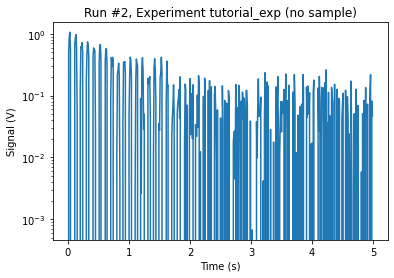 Run #2, Experiment tutorial_exp (no sample)
Signal (V)
10⁰
10⁻¹
10⁻²
10⁻³
0 1 2 3 4 5
Time (s)